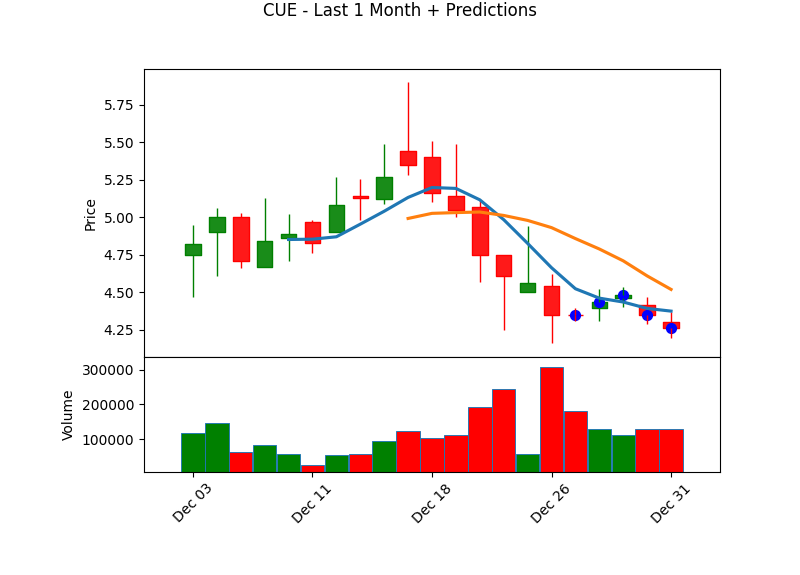 CUE - Last 1 Month + Predictions
Price
5.75
5.50
5.25
5.00
4.75
4.50
4.25
Volume
300000
200000
100000
Dec 03
Dec 11
Dec 18
Dec 26
Dec 31